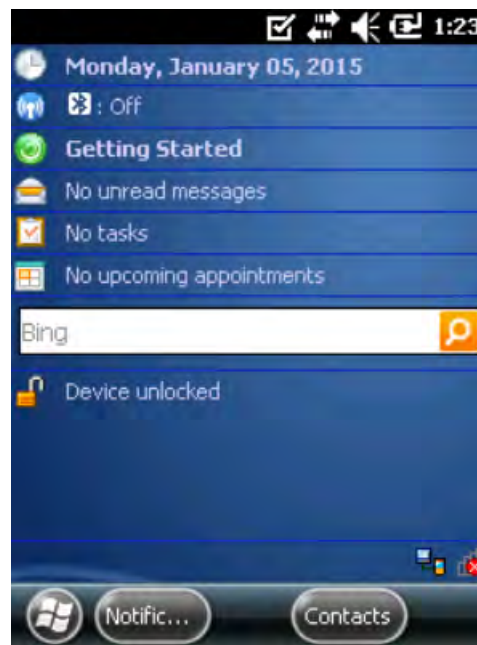 1:23
Monday, January 05, 2015
: Off
Getting Started
No unread messages
No tasks
No upcoming appointments
Bing
Device unlocked
Notific...
Contacts